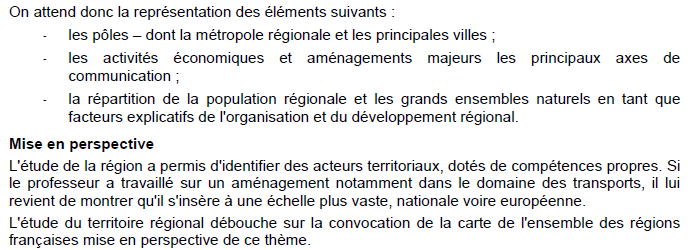 On attend donc la représentation des éléments suivants :
- les pôles – dont la métropole régionale et les principales villes ;
- les activités économiques et aménagements majeurs les principaux axes de
communication ;
- la répartition de la population régionale et les grands ensembles naturels en tant que
facteurs explicatifs de l'organisation et du développement régional.
Mise en perspective
L'étude de la région a permis d'identifier des acteurs territoriaux, dotés de compétences propres. Si
le professeur a travaillé sur un aménagement notamment dans le domaine des transports, il lui
revient de montrer qu'il s'insère à une échelle plus vaste, nationale voire européenne.
L'étude du territoire régional débouche sur la convocation de la carte de l'ensemble des régions
françaises mise en perspective de ce thème.